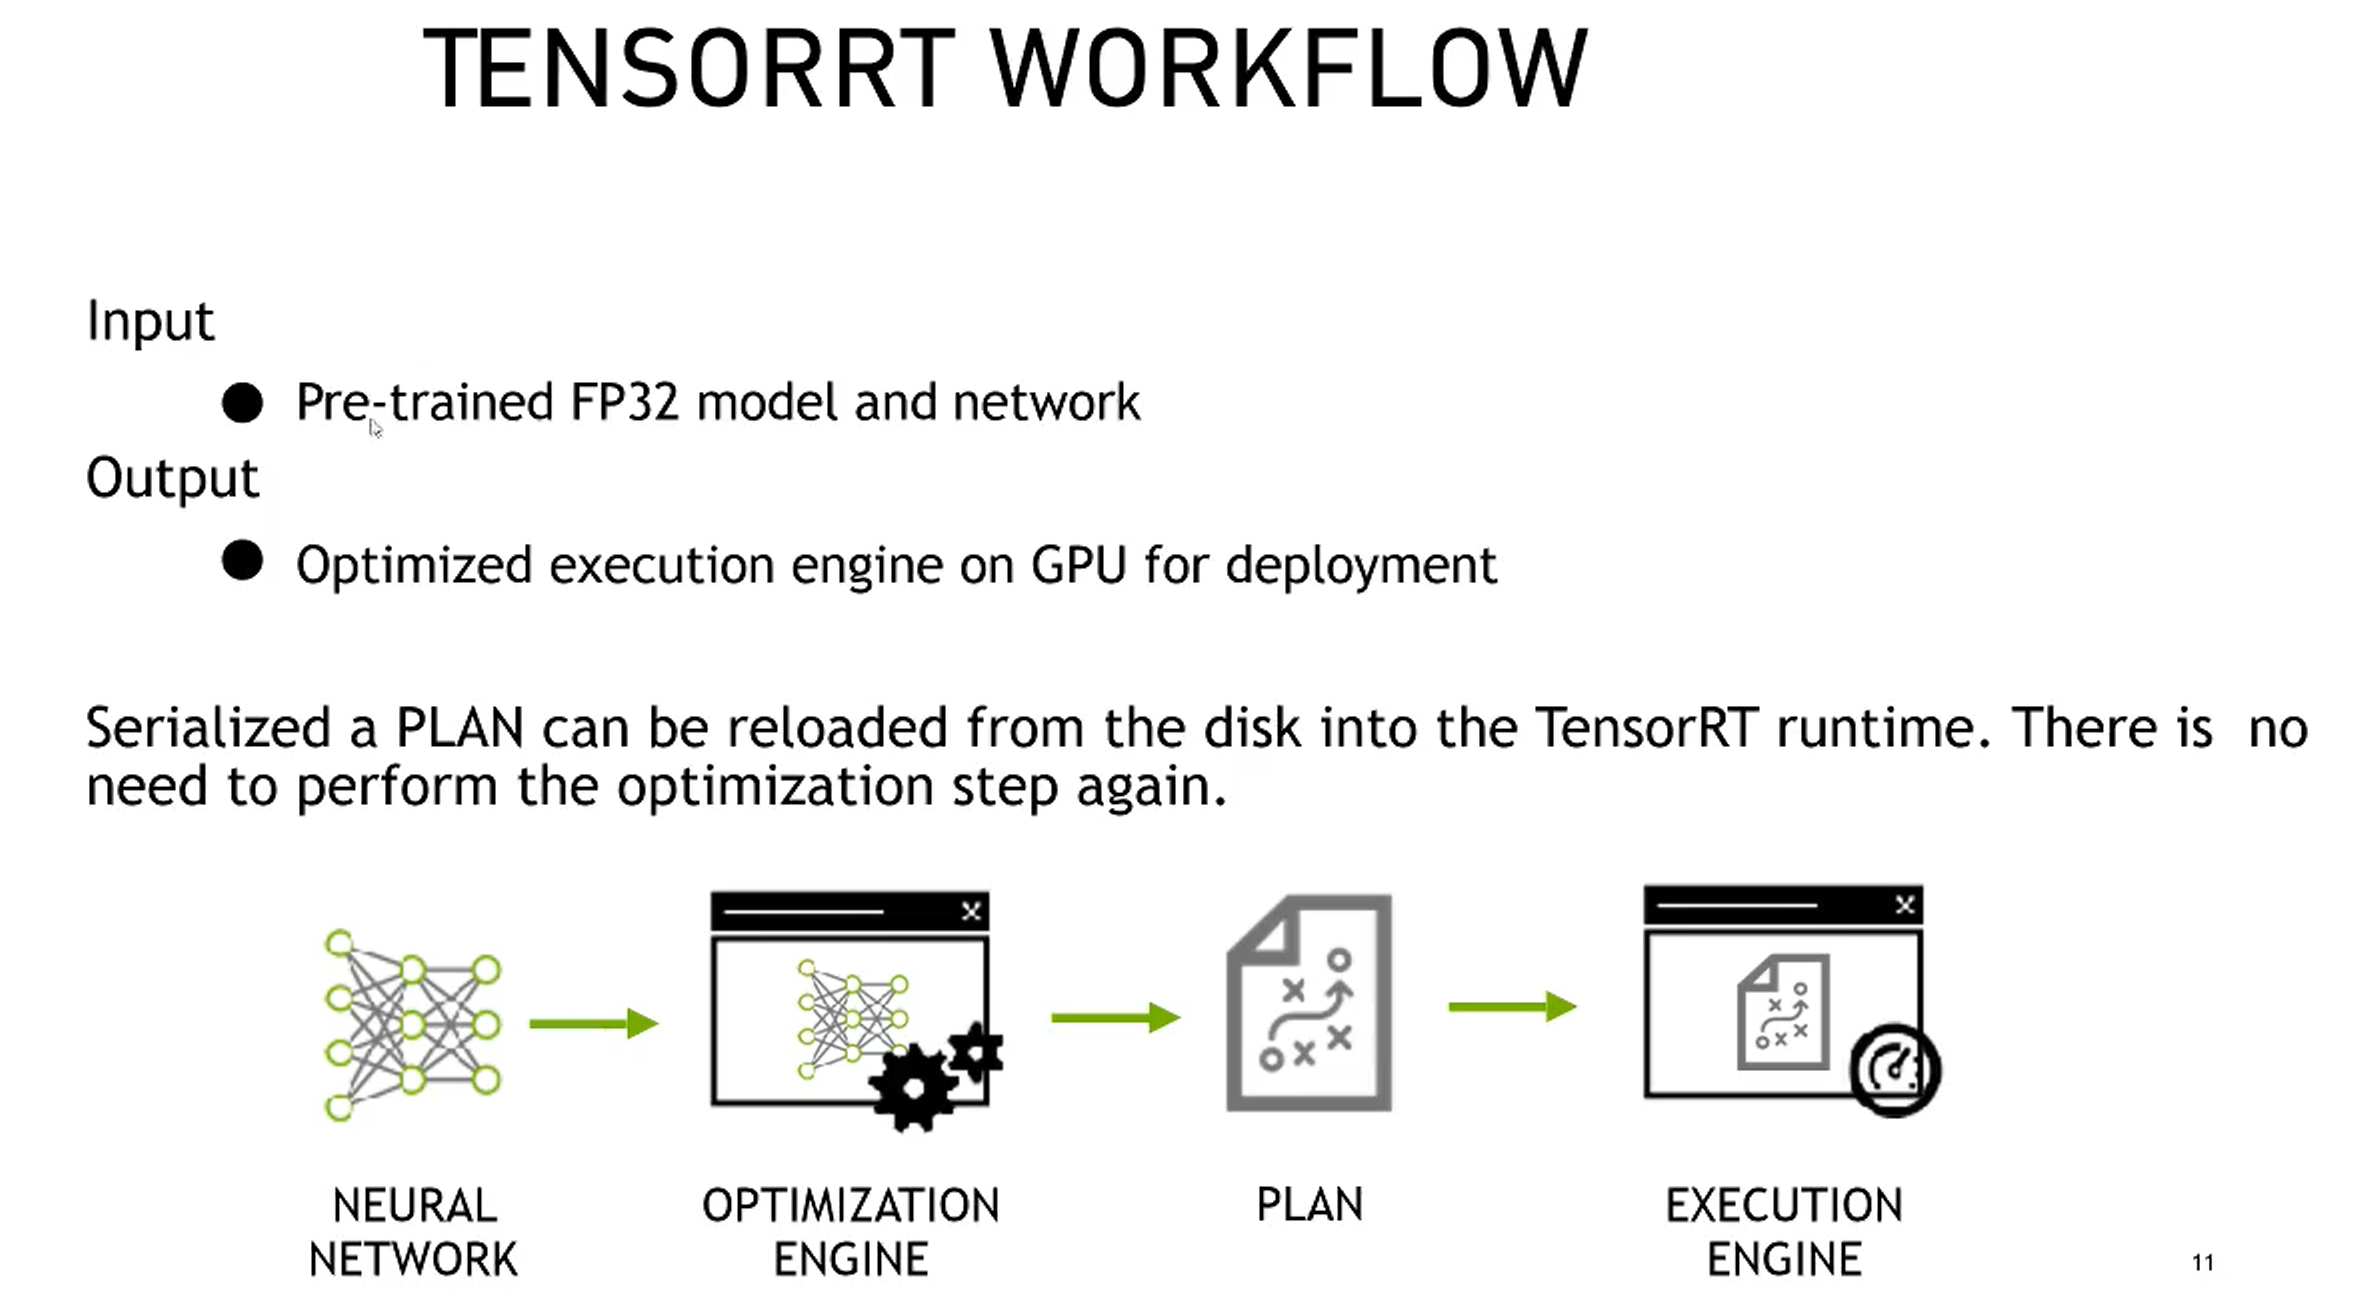 TENSORRT WORKFLOW
Input
● Pre-trained FP32 model and network
Output
● Optimized execution engine on GPU for deployment
Serialized a PLAN can be reloaded from the disk into the TensorRT runtime. There is no
need to perform the optimization step again.
NEURAL
NETWORK
OPTIMIZATION
ENGINE
PLAN
EXECUTION
ENGINE
11